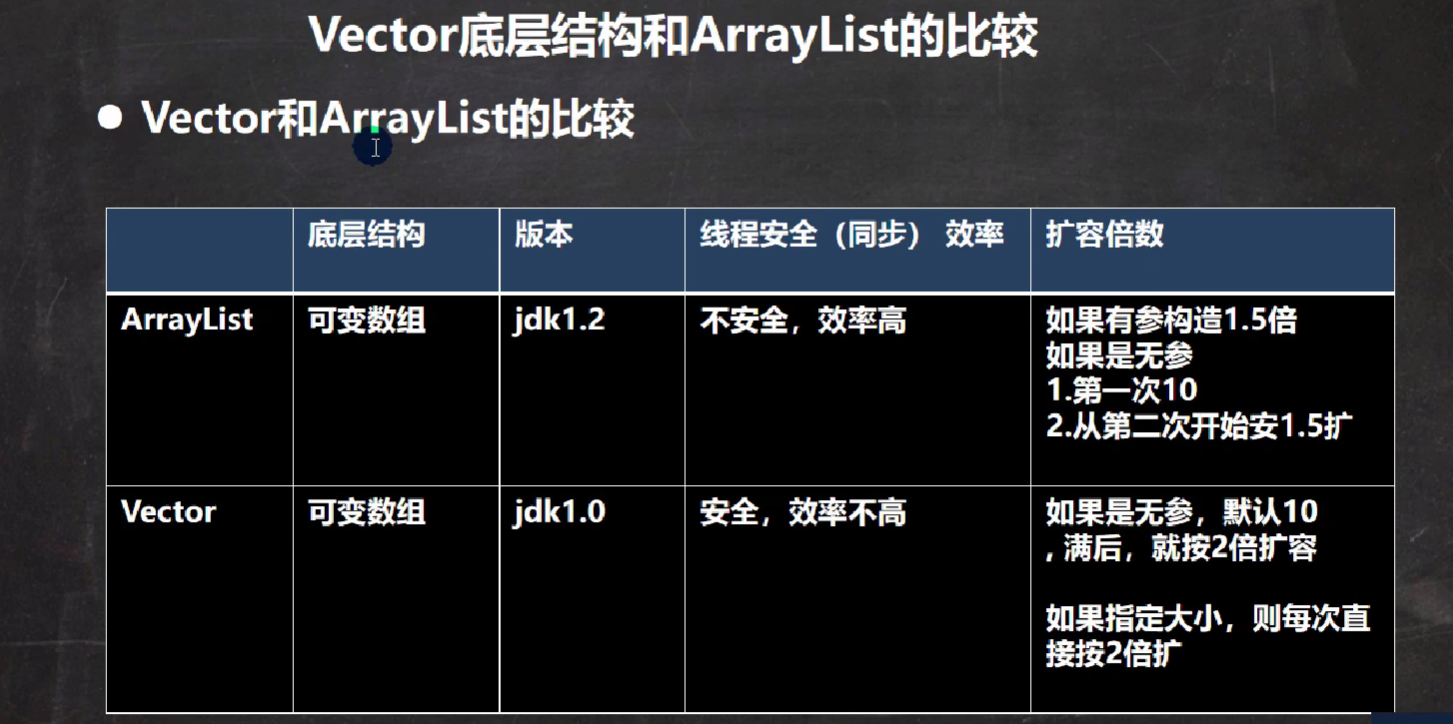 Vector底层结构和ArrayList的比较
Vector和ArrayList的比较
底层结构
版本
线程安全（同步） 效率
扩容倍数
ArrayList
可变数组
jdk1.2
不安全，效率高
如果有参构造1.5倍
如果是无参
1.第一次10
2.从第二次开始安1.5扩
Vector
可变数组
jdk1.0
安全，效率不高
如果是无参，默认10
, 满后，就按2倍扩容
如果指定大小，则每次直
接按2倍扩